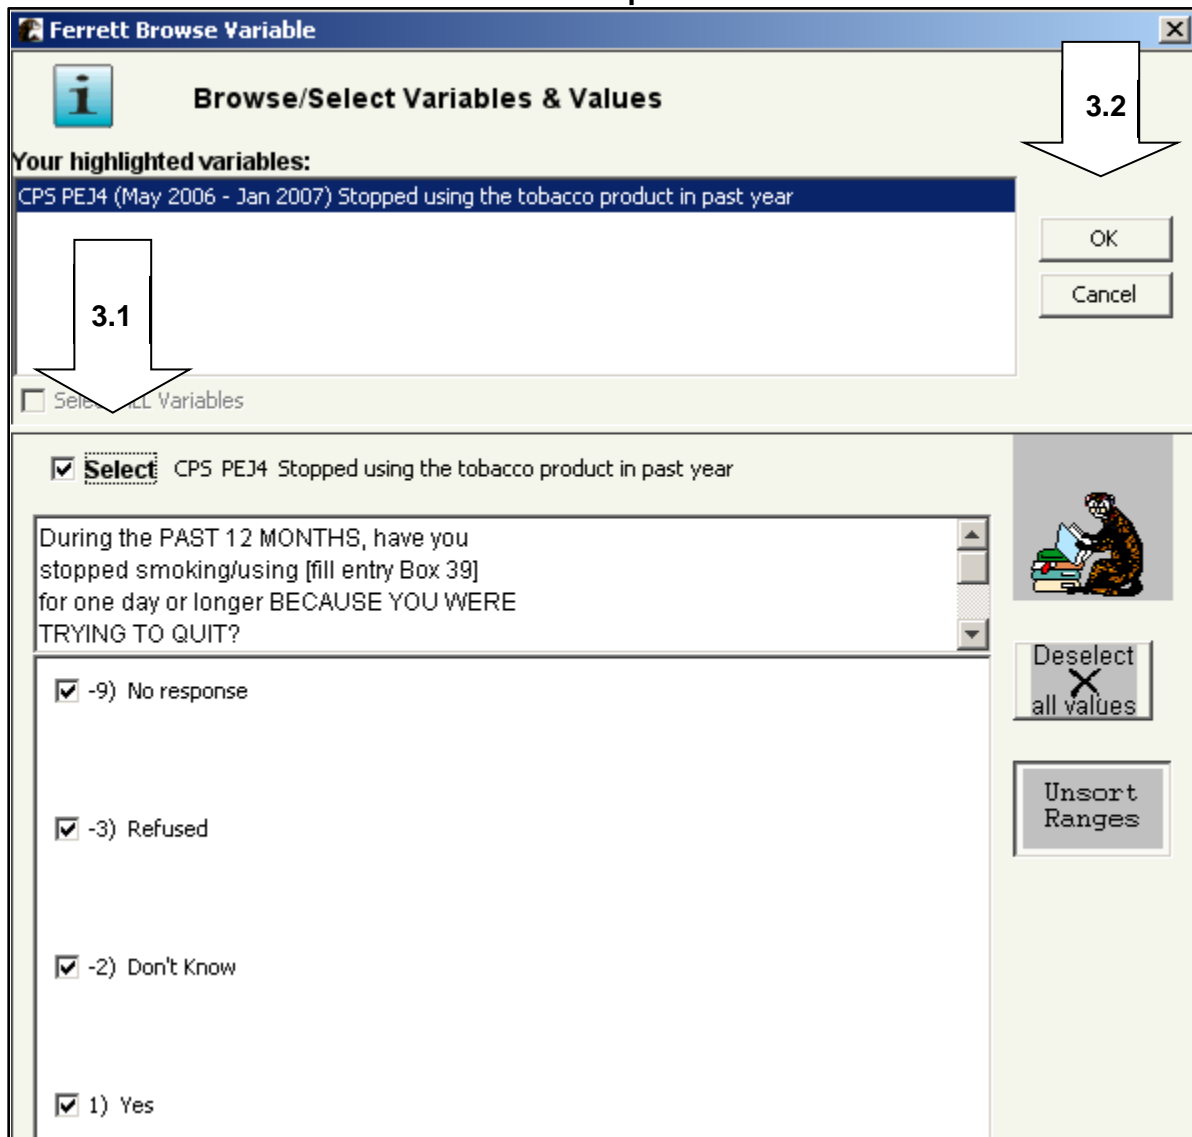 Ferrett Browse Variable
i
Browse/Select Variables & Values
3.2
Your highlighted variables:
CPS PEJ4 (May 2006 - Jan 2007) Stopped using the tobacco product in past year
OK
Cancel
3.1
Select Variables
Select CPS PEJ4 Stopped using the tobacco product in past year
During the PAST 12 MONTHS, have you
stopped smoking/using [fill entry Box 39]
for one day or longer BECAUSE YOU WERE
TRYING TO QUIT?
Deselect
all values
-9) No response
Unsort
Ranges
-3) Refused
-2) Don't Know
1) Yes